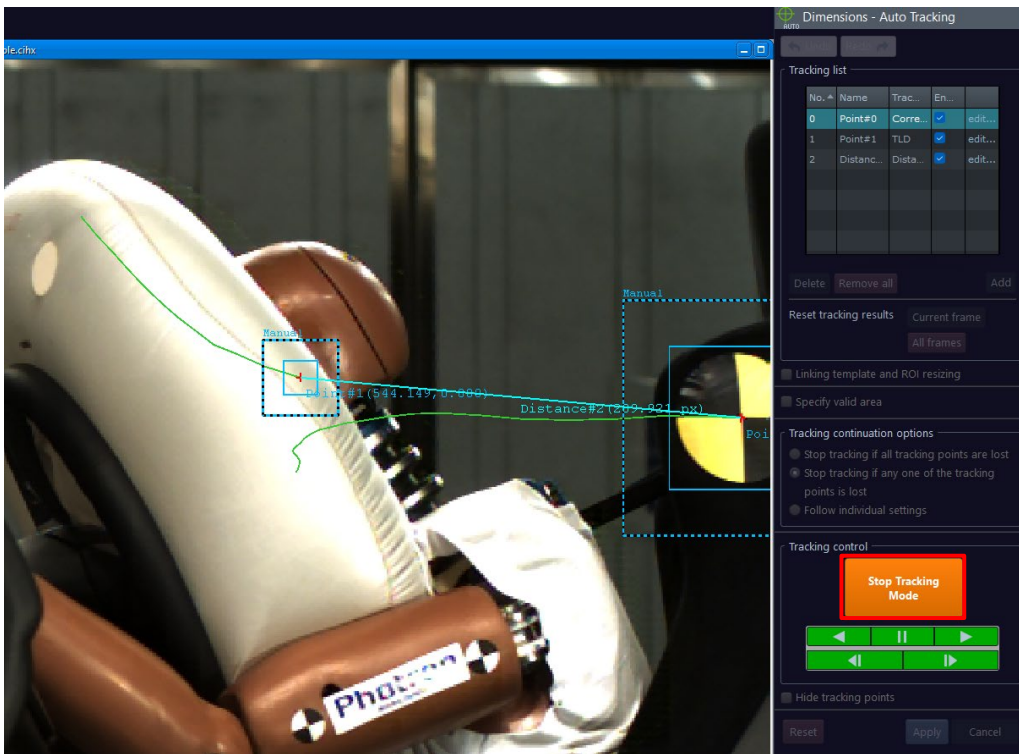 ple.cihx
AUTO
Dimensions - Auto Tracking
Undo
Redo
Tracking list
No. Name Trac... En...
0 Point#0 Corre... edit...
1 Point#1 TLD edit...
2 Distanc... Dista... edit...
Delete Remove all Add
Reset tracking results Current frame
All frames
Linking template and ROI resizing
Specify valid area
Tracking continuation options
Stop tracking if all tracking points are lost
Stop tracking if any one of the tracking
points is lost
Follow individual settings
Tracking control
Stop Tracking
Mode
Hide tracking points
Reset Apply Cancel
Manual
Manual
Point#1(544.149,0.000)
Distance#2(289.921 px)
Poi
Photron